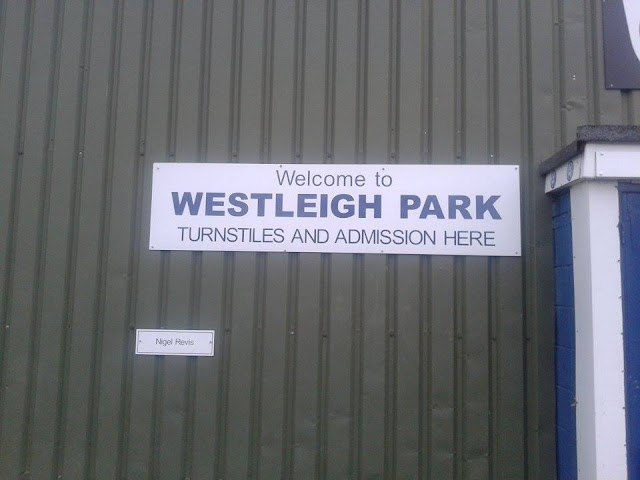 Welcome to
WESTLEIGH PARK
TURNSTILES AND ADMISSION HERE
Nigel Revis